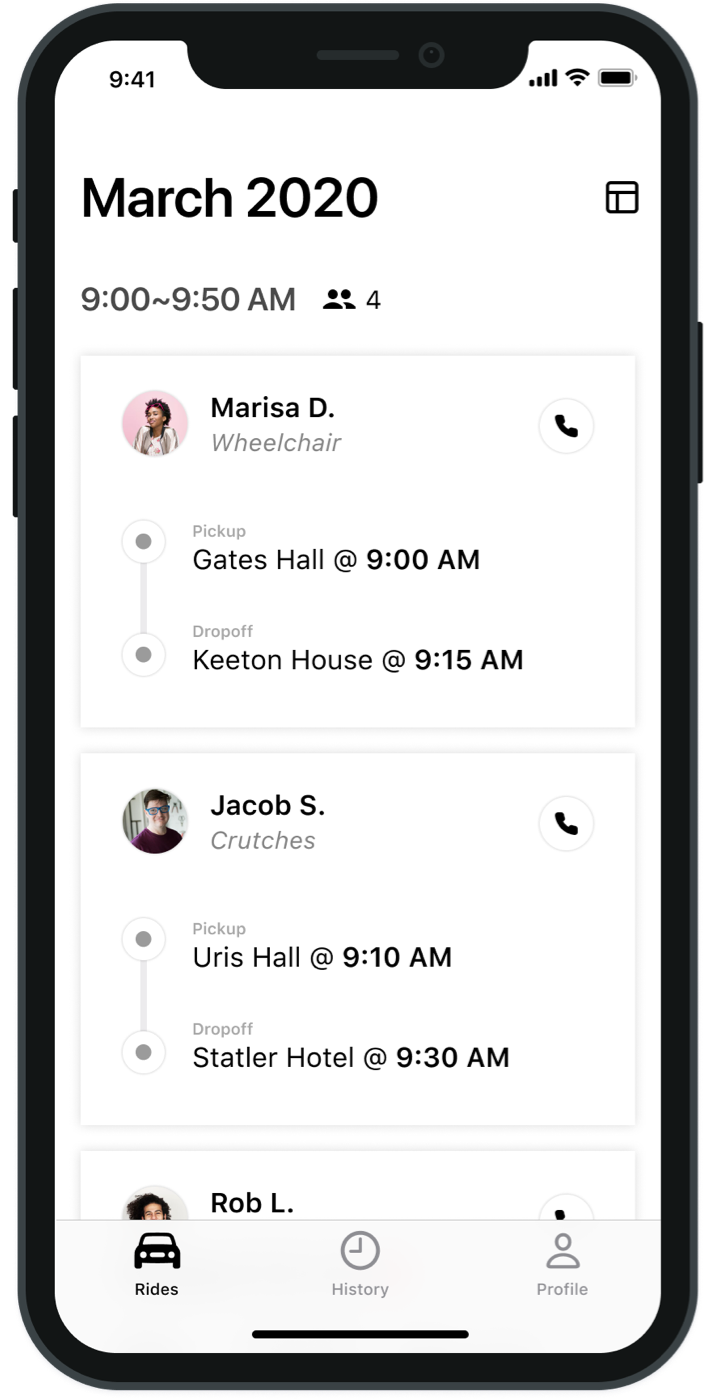 9:41
March 2020
9:00~9:50 AM 4
Marisa D.
Wheelchair
Pickup
Gates Hall @ 9:00 AM
Dropoff
Keeton House @ 9:15 AM
Jacob S.
Crutches
Pickup
Uris Hall @ 9:10 AM
Dropoff
Statler Hotel @ 9:30 AM
Rob L.
Rides History Profile